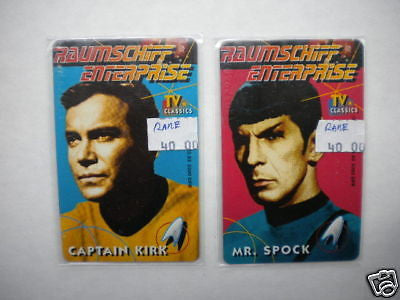 RAUMSCHIFF
ENTERPRISE
TV
CLASSICS
RARE
40 00
CAPTAIN KIRK
RAUMSCHIFF
ENTERPRISE
TV
CLASSICS
RARE
40 00
MR. SPOCK